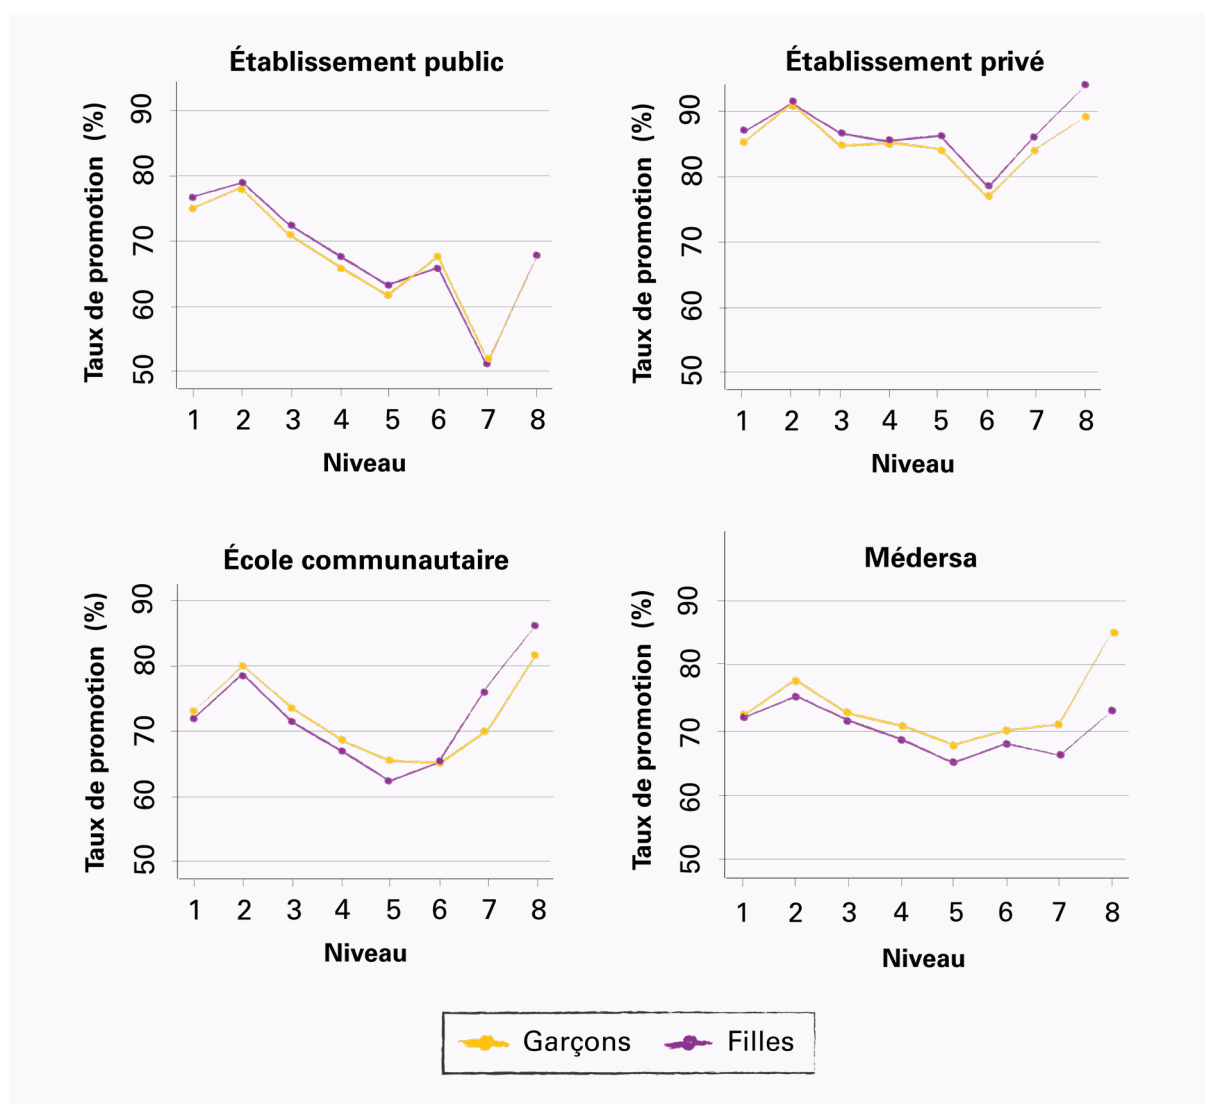 Établissement public
Établissement privé
Taux de promotion (%)
90
80
70
60
50
1 2 3 4 5 6 7 8
Niveau
Taux de promotion (%)
90
80
70
60
50
1 2 3 4 5 6 7 8
Niveau
École communautaire
Médersa
Taux de promotion (%)
90
80
70
60
50
1 2 3 4 5 6 7 8
Niveau
Taux de promotion (%)
90
80
70
60
50
1 2 3 4 5 6 7 8
Niveau
Garçons Filles